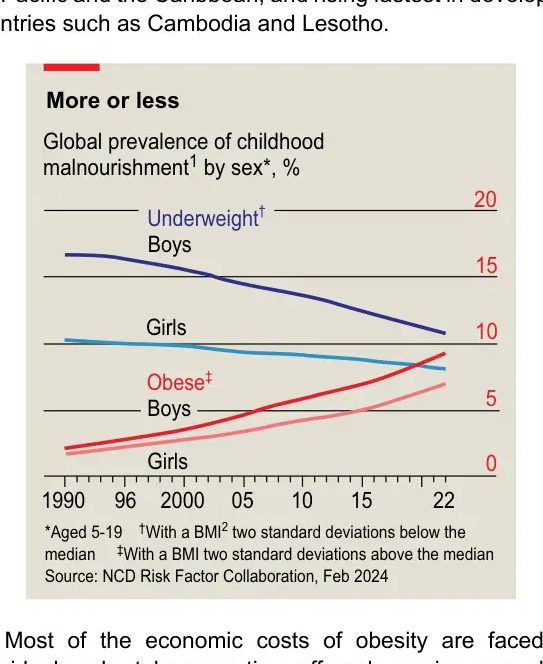 Pacific and the Caribbean, and rising fastest in develop
ntries such as Cambodia and Lesotho.
More or less
Global prevalence of childhood
malnourishment¹ by sex*, %
20
Underweight†
Boys
15
Girls
10
Obese‡
Boys
5
Girls
0
1990 96 2000 05 10 15 22
*Aged 5-19 †With a BMI² two standard deviations below the
median ‡With a BMI two standard deviations above the median
Source: NCD Risk Factor Collaboration, Feb 2024
Most of the economic costs of obesity are faced